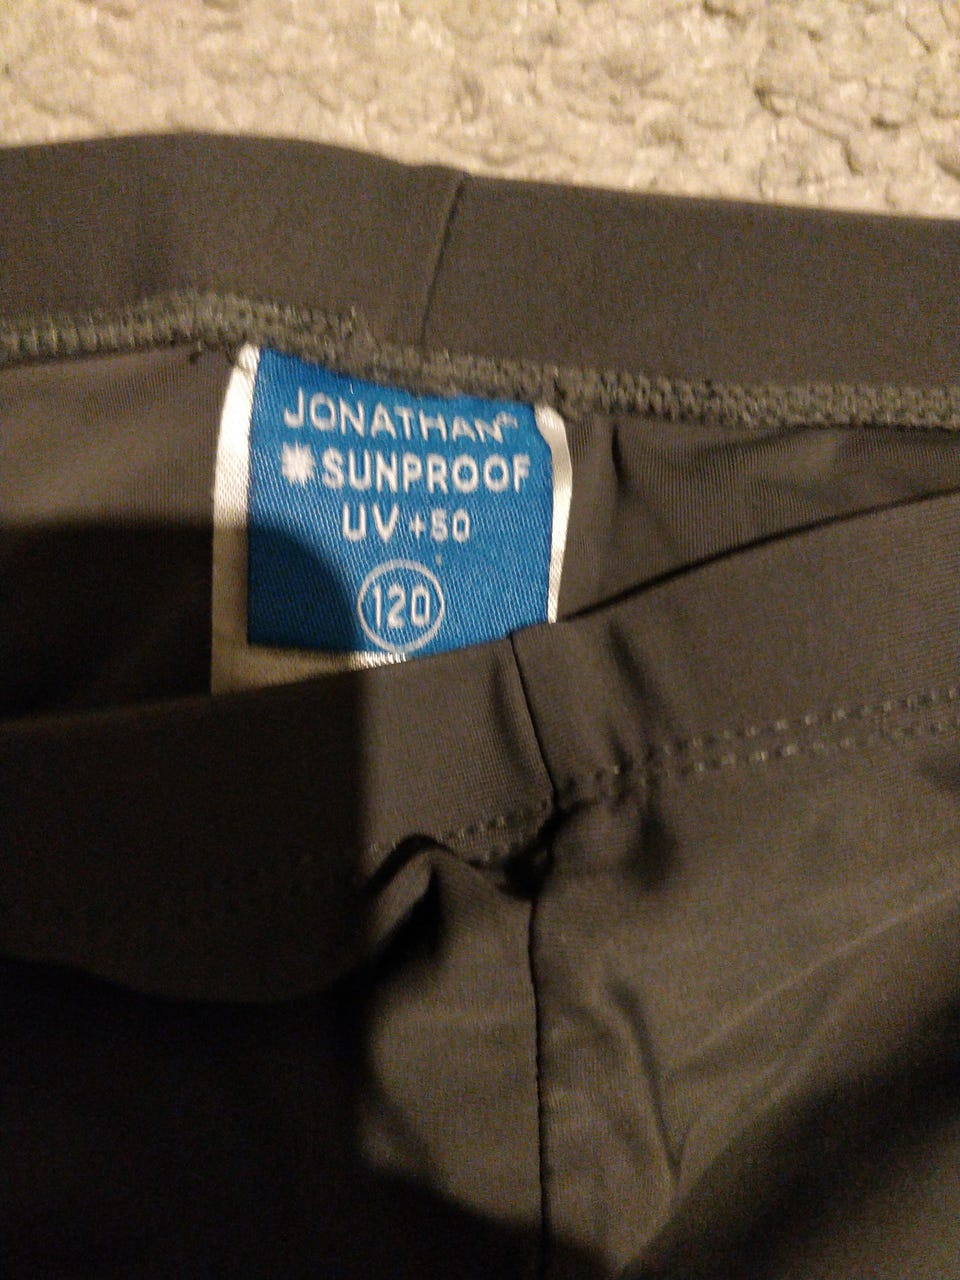 JONATHAN
SUNPROOF
UV +50
120